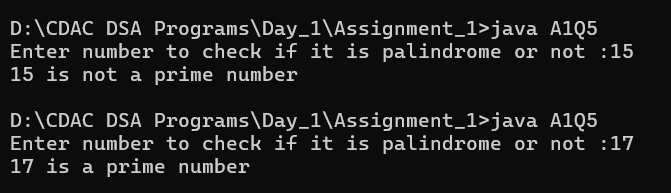 D:\CDAC DSA Programs\Day_1\Assignment_1>java A1Q5
Enter number to check if it is palindrome or not :15
15 is not a prime number
D:\CDAC DSA Programs\Day_1\Assignment_1>java A1Q5
Enter number to check if it is palindrome or not :17
17 is a prime number